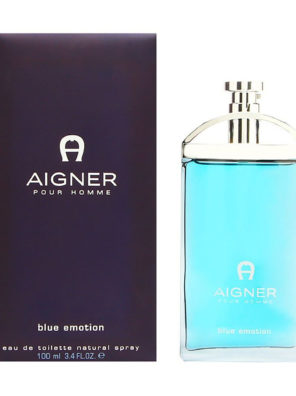 AIGNER
POUR HOMME
blue emotion
eau de toilette natural spray
100 ml 3.4 FL.OZ. ℮
AIGNER
POUR HOMME
blue emotion